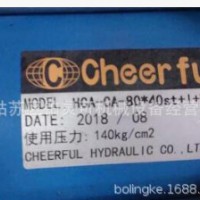 Cheerful
MODEL. HCA-CA-80*40st+I+
DATE: 2018 / 08
使用压力: 140kg/cm2
CHEERFUL HYDRAULIC CO.,LT
bolingke.1688.